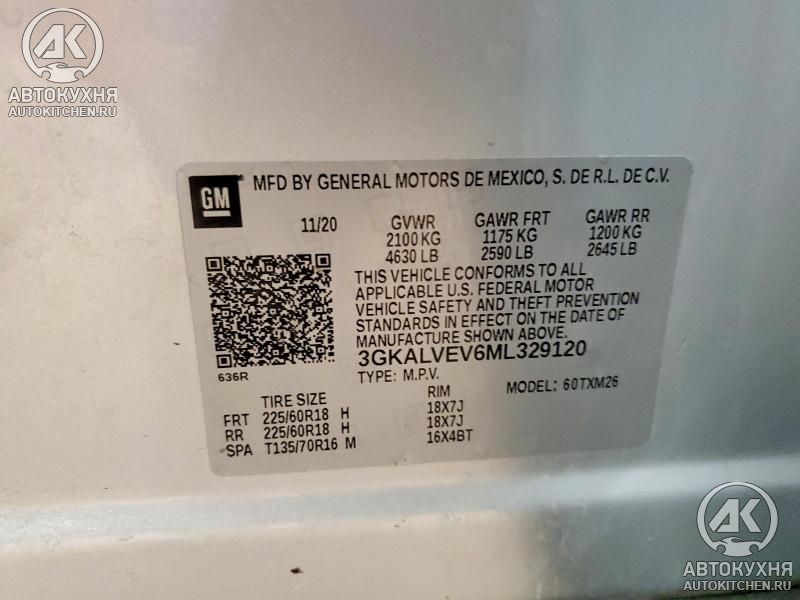 AK
АВТОКУХНЯ
AUTOKITCHEN.RU
GM MFD BY GENERAL MOTORS DE MEXICO, S. DE R.L. DE C.V.
11/20 GVWR GAWR FRT GAWR RR
2100 KG 1175 KG 1200 KG
4630 LB 2590 LB 2645 LB
THIS VEHICLE CONFORMS TO ALL
APPLICABLE U.S. FEDERAL MOTOR
VEHICLE SAFETY AND THEFT PREVENTION
STANDARDS IN EFFECT ON THE DATE OF
MANUFACTURE SHOWN ABOVE.
3GKALVEV6ML329120
636R
TYPE: M.P.V. MODEL: 60TXM26
TIRE SIZE RIM
FRT 225/60R18 H 18X7J
RR 225/60R18 H 18X7J
SPA T135/70R16 M 16X4BT
AK
АВТОКУХНЯ
AUTOKITCHEN.RU